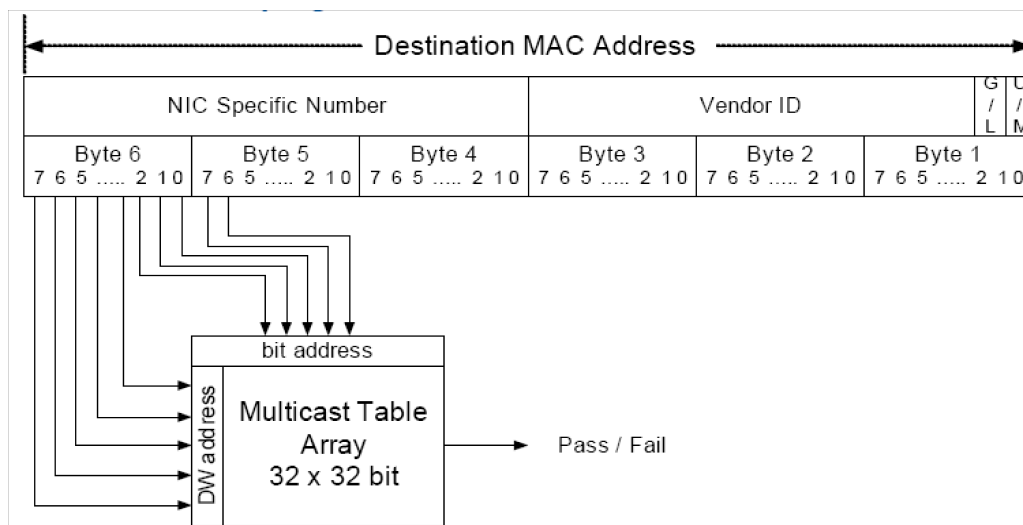 Destination MAC Address
NIC Specific Number Vendor ID G / L U / M
Byte 6 Byte 5 Byte 4 Byte 3 Byte 2 Byte 1
7 6 5 ..... 2 1 0 7 6 5 ..... 2 1 0 7 6 5 ..... 2 1 0 7 6 5 ..... 2 1 0 7 6 5 ..... 2 1 0 7 6 5 ..... 2 1 0
bit address
DW address
Multicast Table
Array
32 x 32 bit
Pass / Fail